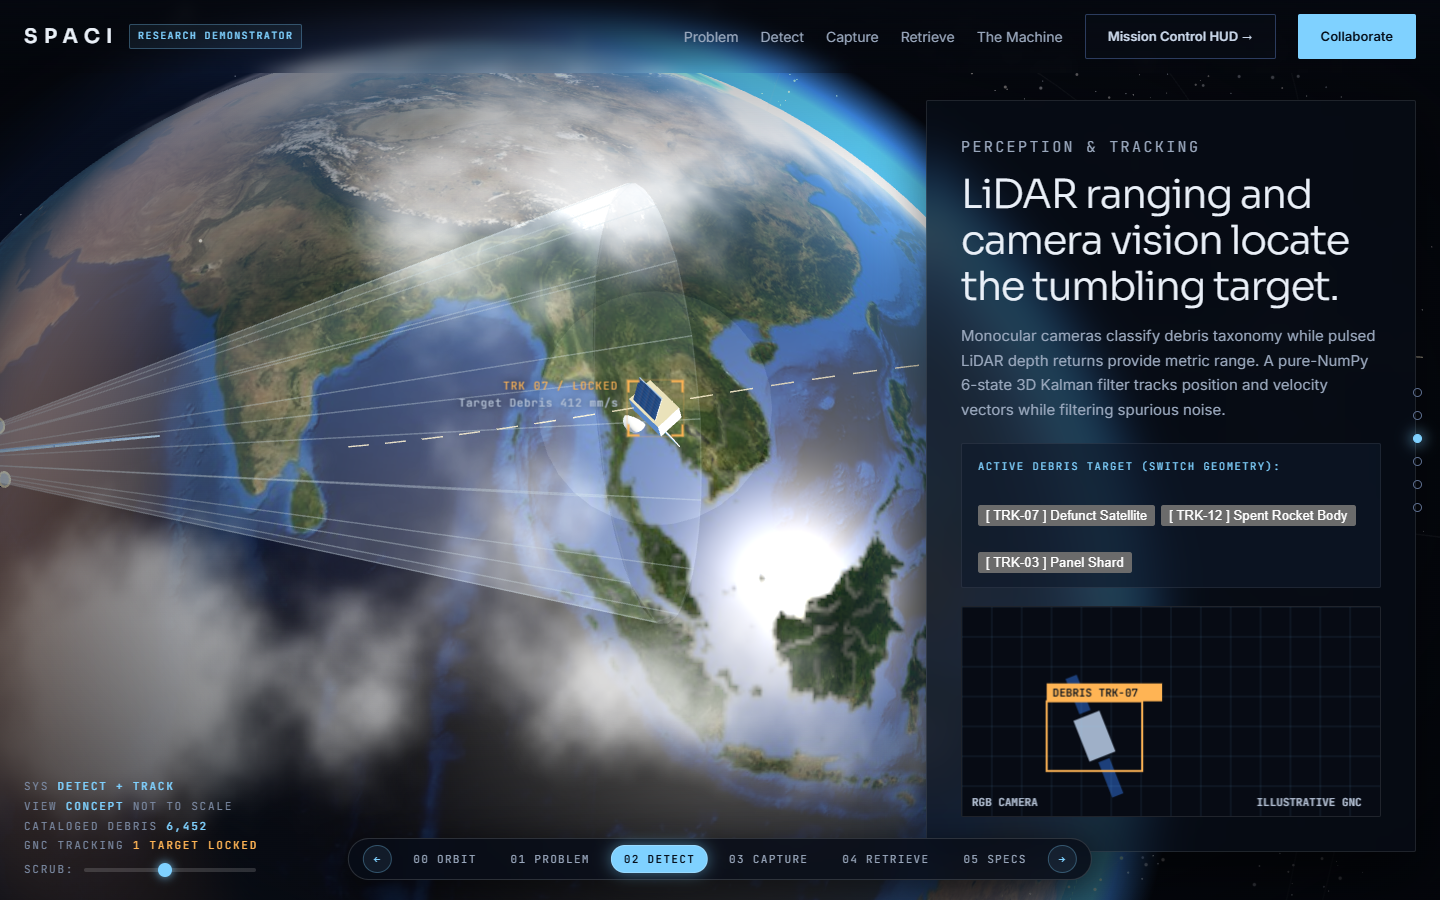 SPACI
RESEARCH DEMONSTRATOR
Problem
Detect
Capture
Retrieve
The Machine
Mission Control HUD →
Collaborate
PERCEPTION & TRACKING
LiDAR ranging and
camera vision locate
the tumbling target.
Monocular cameras classify debris taxonomy while pulsed
LiDAR depth returns provide metric range. A pure-NumPy
6-state 3D Kalman filter tracks position and velocity
vectors while filtering spurious noise.
ACTIVE DEBRIS TARGET (SWITCH GEOMETRY):
[ TRK-07 ] Defunct Satellite
[ TRK-12 ] Spent Rocket Body
[ TRK-03 ] Panel Shard
DEBRIS TRK-07
RGB CAMERA
ILLUSTRATIVE GNC
TRK 07 / LOCKED
Target Debris 412 mm/s
SYS DETECT + TRACK
VIEW CONCEPT NOT TO SCALE
CATALOGED DEBRIS 6,452
GNC TRACKING 1 TARGET LOCKED
SCRUB:
←
00 ORBIT
01 PROBLEM
02 DETECT
03 CAPTURE
04 RETRIEVE
05 SPECS
→